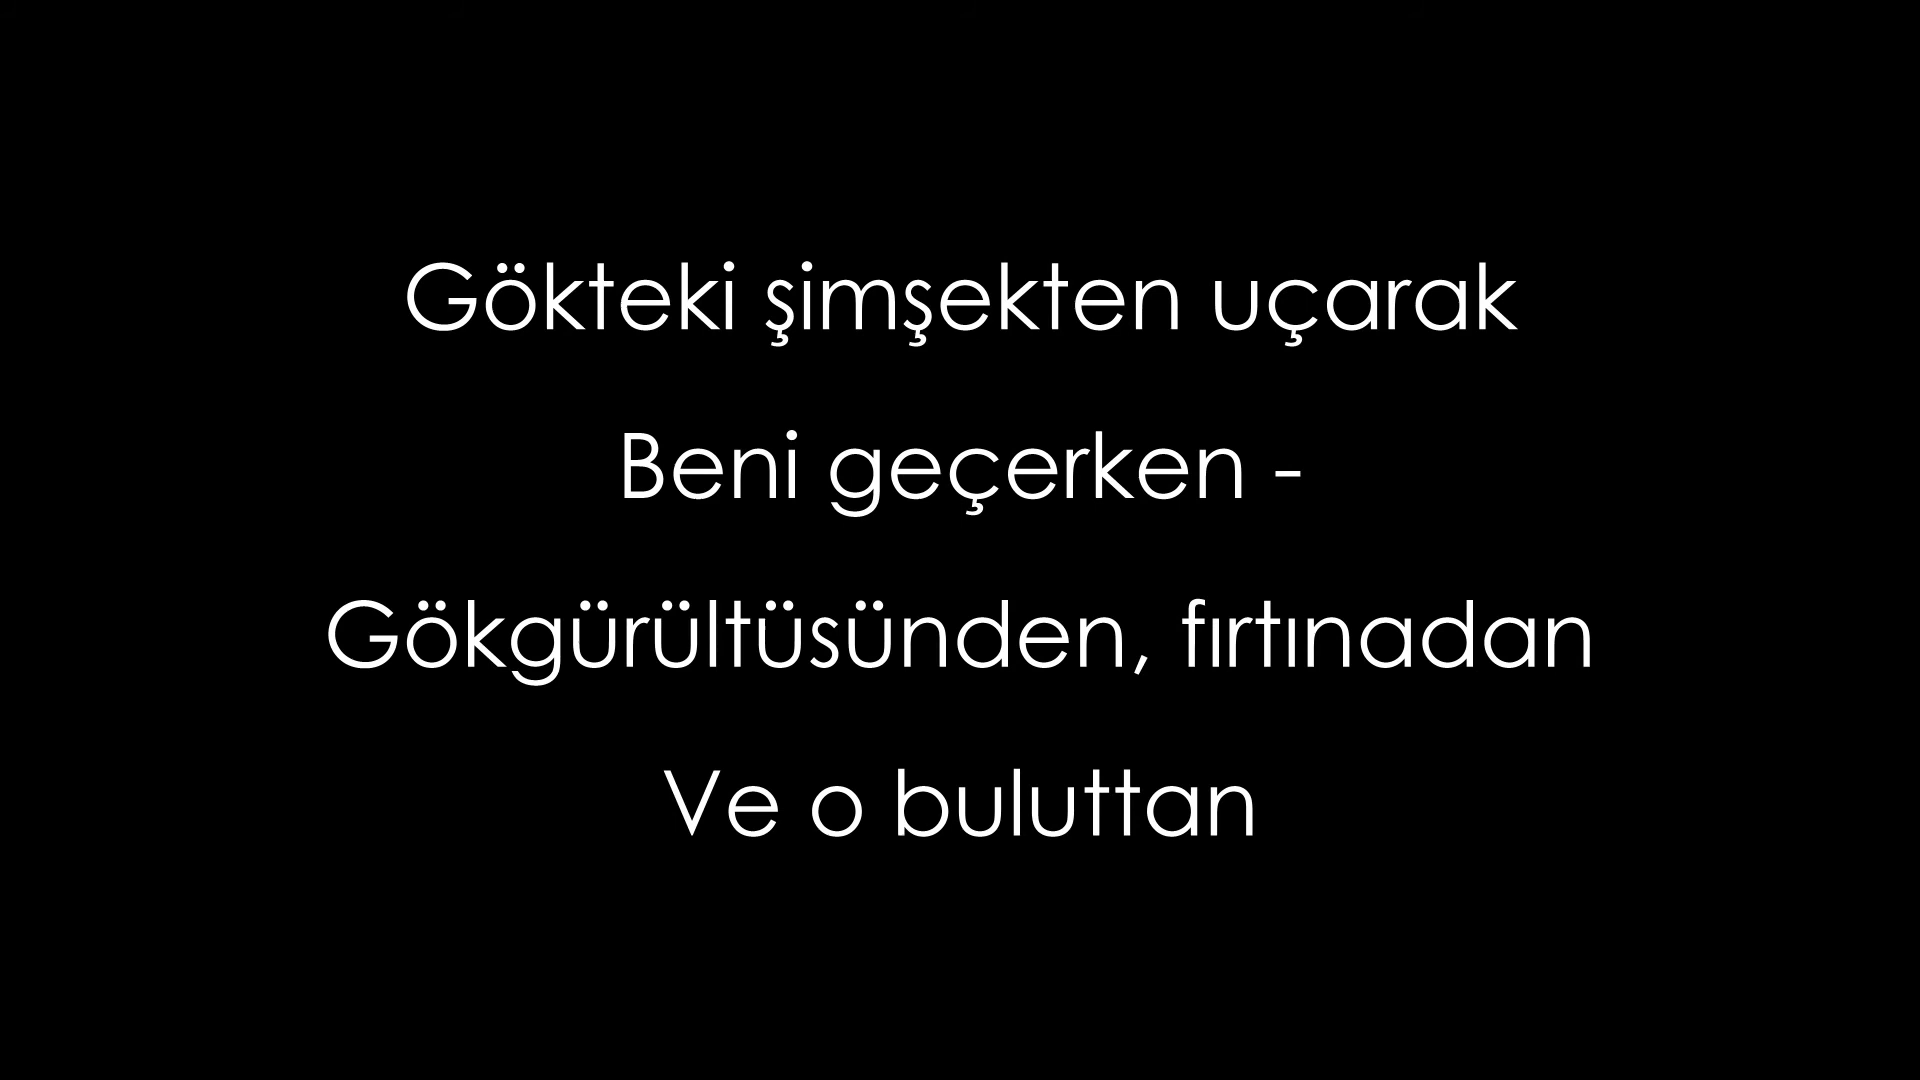 Gökteki şimşekten uçarak
Beni geçerken -
Gökgürültüsünden, fırtınadan
Ve o buluttan